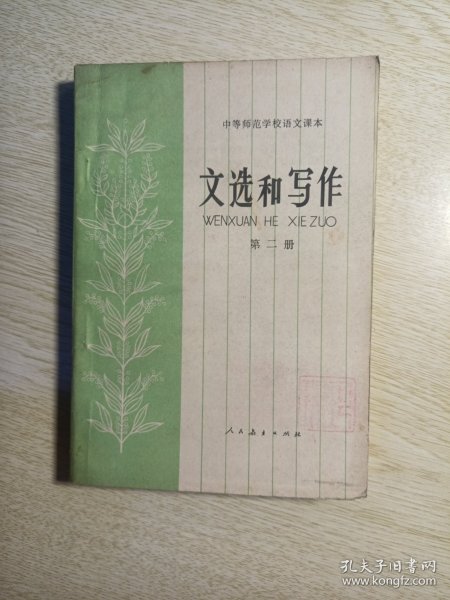 中等师范学校语文课本
文选和写作
WENXUAN HE XIEZUO
第二册
人民教育出版社
孔夫子旧书网
www.kongfz.com